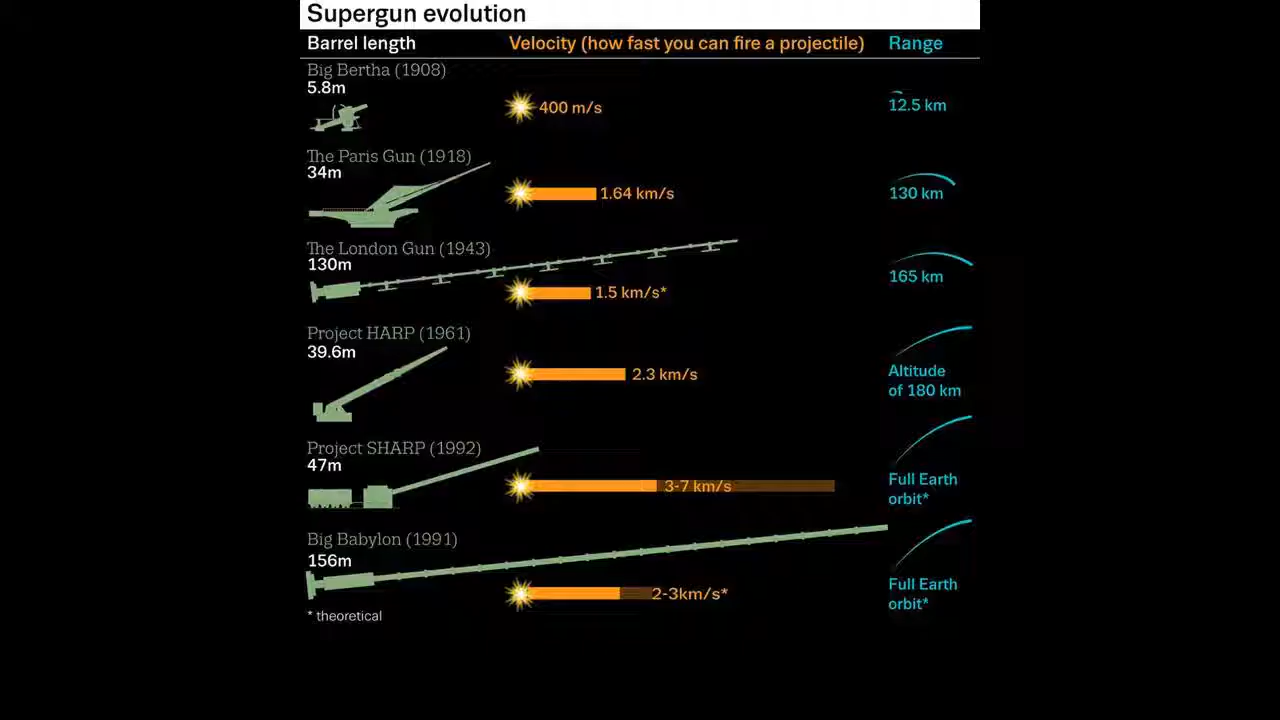 Supergun evolution
Barrel length Velocity (how fast you can fire a projectile) Range
Big Bertha (1908)
5.8m
400 m/s
12.5 km
The Paris Gun (1918)
34m
1.64 km/s
130 km
The London Gun (1943)
130m
1.5 km/s*
165 km
Project HARP (1961)
39.6m
2.3 km/s
Altitude
of 180 km
Project SHARP (1992)
47m
3-7 km/s
Full Earth
orbit*
Big Babylon (1991)
156m
2-3km/s*
Full Earth
orbit*
* theoretical